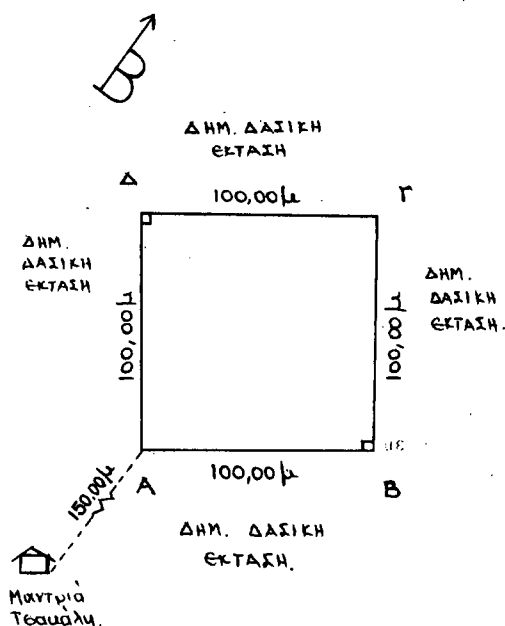 Β
ΔΗΜ. ΔΑΣΙΚΗ
ΕΚΤΑΣΗ
Δ
100,00μ
Γ
ΔΗΜ.
ΔΑΣΙΚΗ
ΕΚΤΑΣΗ
100,00μ
100,00μ
ΔΗΜ.
ΔΑΣΙΚΗ
ΕΚΤΑΣΗ.
150,00μ
Α
100,00μ
Β
ΔΗΜ. ΔΑΣΙΚΗ
ΕΚΤΑΣΗ.
Μαντριά
Τσακάλη.